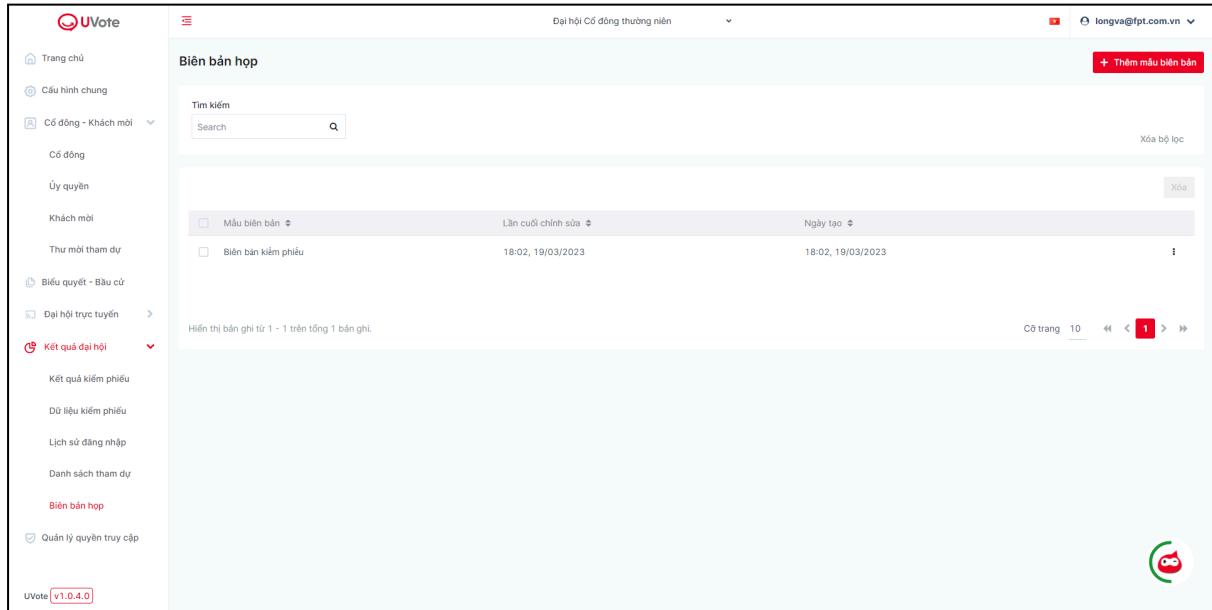 UVote
Đại hội Cổ đông thường niên
longva@fpt.com.vn
Trang chủ
Cấu hình chung
Cổ đông - Khách mời
Cổ đông
Ủy quyền
Khách mời
Thư mời tham dự
Biểu quyết - Bầu cử
Đại hội trực tuyến
Kết quả đại hội
Kết quả kiểm phiếu
Dữ liệu kiểm phiếu
Lịch sử đăng nhập
Danh sách tham dự
Biên bản họp
Quản lý quyền truy cập
UVote v1.0.4.0
Biên bản họp
+ Thêm mẫu biên bản
Tìm kiếm
Search
Xóa bộ lọc
Xóa
Mẫu biên bản Lần cuối chỉnh sửa Ngày tạo
Biên bản kiểm phiếu 18:02, 19/03/2023 18:02, 19/03/2023
Hiển thị bản ghi từ 1 - 1 trên tổng 1 bản ghi.
Cỡ trang 10 1